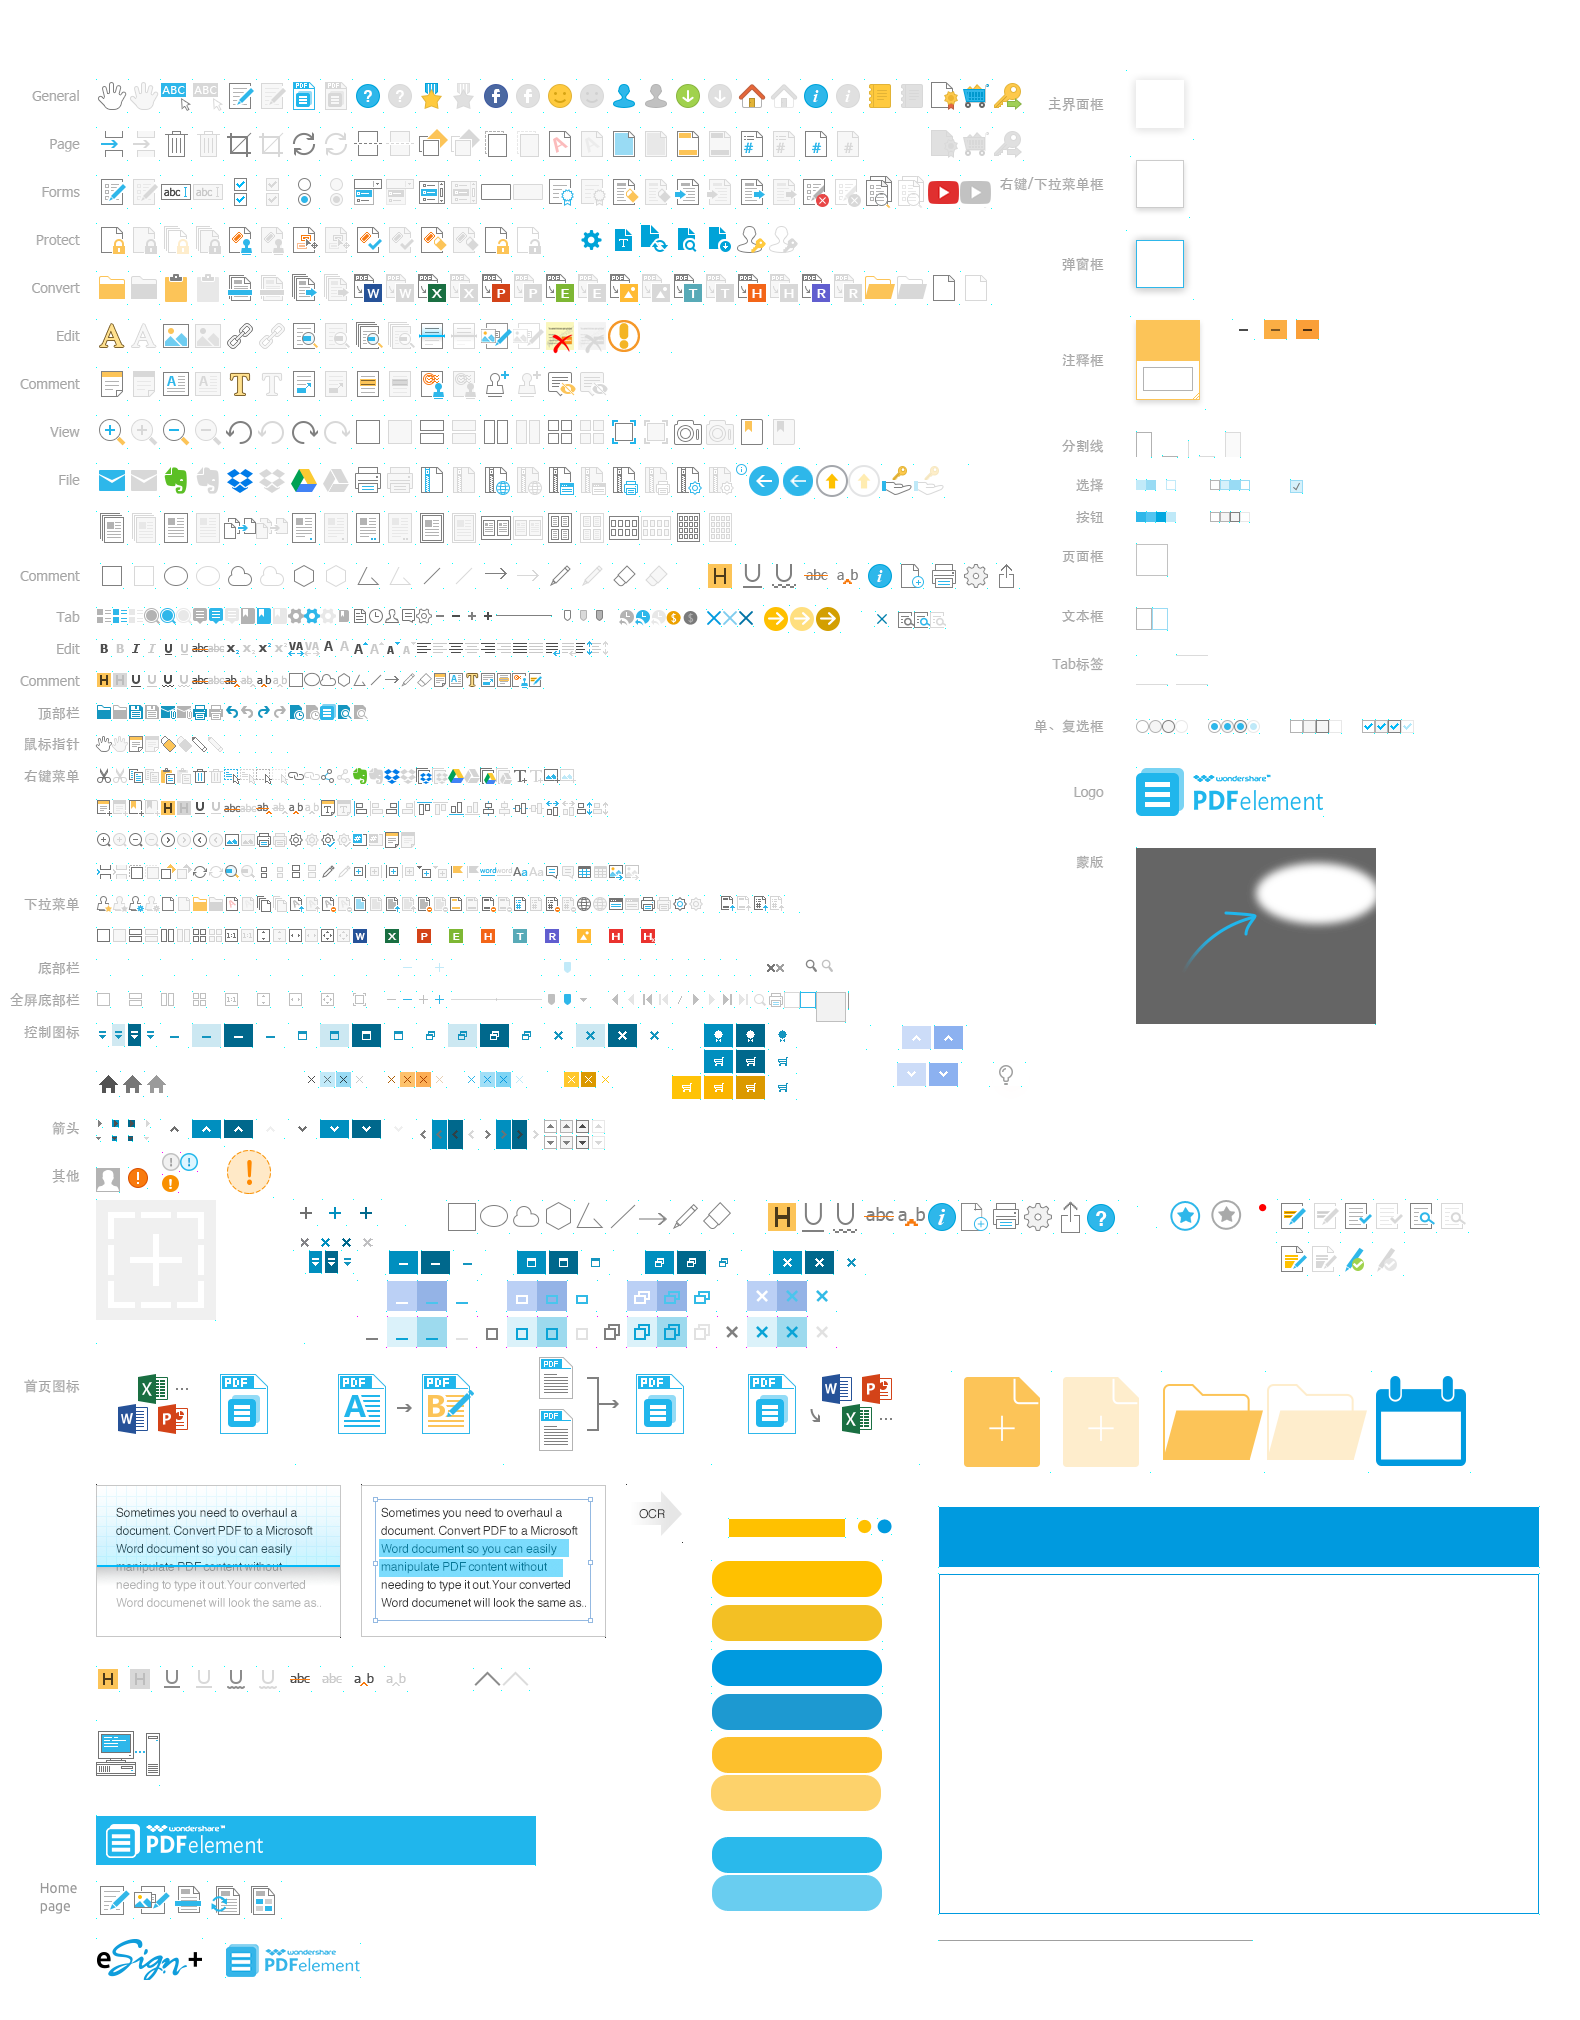 General
Page
Forms
Protect
Convert
Edit
Comment
View
File
Comment
Tab
Edit
Comment
顶部栏
鼠标指针
右键菜单
下拉菜单
底部栏
全屏底部栏
控制图标
箭头
其他
首页图标
主界面框
右键/下拉菜单框
弹窗框
注释框
分割线
选择
按钮
页面框
文本框
Tab标签
单、复选框
Logo
wondershare™
PDFelement
蒙版
Sometimes you need to overhaul a
document. Convert PDF to a Microsoft
Word document so you can easily
manipulate PDF content without
needing to type it out.Your converted
Word documenet will look the same as..
Sometimes you need to overhaul a
document. Convert PDF to a Microsoft
Word document so you can easily
manipulate PDF content without
needing to type it out.Your converted
Word documenet will look the same as..
OCR
wondershare™
PDFelement
Home
page
eSign+
wondershare
PDFelement